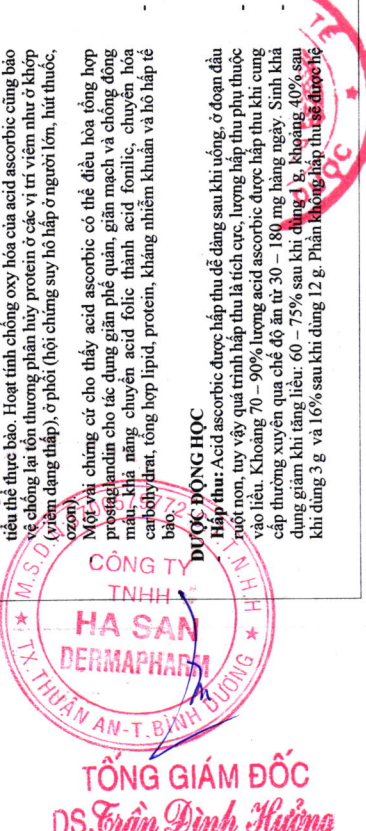 tiểu thể thực bào. Hoạt tính chống oxy hóa của acid ascorbic cũng bảo
vệ chống lại tổn thương phân hủy protein ở các vị trí viêm như ở khớp
(viêm dạng thấp), ở phổi (hội chứng suy hô hấp ở người lớn, hút thuốc,
ozon)
- Một vài chứng cứ cho thấy acid ascorbic có thể điều hòa tổng hợp
prostaglandin cho tác dụng giãn phế quản, giãn mạch và chống đông
máu, khả năng chuyển acid folic thành acid fonilic, chuyển hóa
carbohydrat, tổng hợp lipid, protein, kháng nhiễm khuẩn và hô hấp tế
bào.
DƯỢC ĐỘNG HỌC
- Hấp thu: Acid ascorbic được hấp thu dễ dàng sau khi uống, ở đoạn đầu
ruột non, tuy vậy quá trình hấp thu là tích cực, lượng hấp thu phụ thuộc
vào liều. Khoảng 70 – 90% lượng acid ascorbic được hấp thu khi cung
cấp thường xuyên qua chế độ ăn từ 30 – 180 mg hàng ngày. Sinh khả
dụng giảm khi tăng liều: 60 – 75% sau khi dùng 1 g, khoảng 40% sau
khi dùng 3 g và 16% sau khi dùng 12 g. Phần không hấp thu sẽ được hệ
CÔNG TY
TNHH
HA SAN
DERMAPHARM
TX.THUẬN AN-T.BÌNH DƯƠNG
TỔNG GIÁM ĐỐC
DS.Trần Đình Hưởng